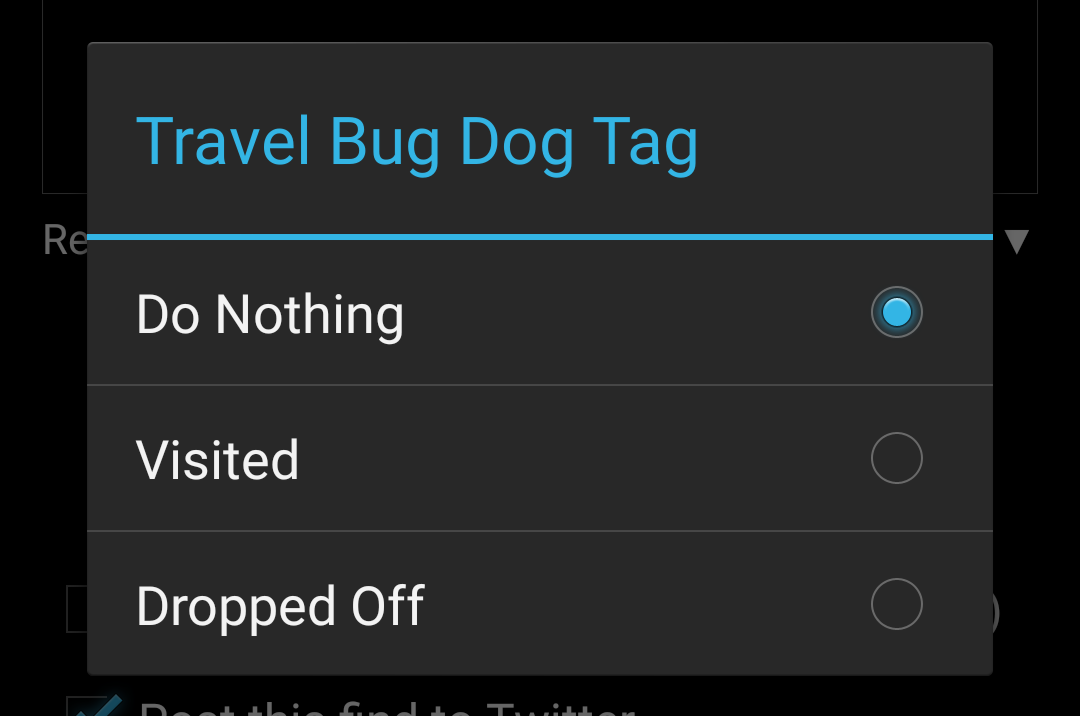 Travel Bug Dog Tag
Re
Do Nothing
Visited
Dropped Off
Post this find to Twitter